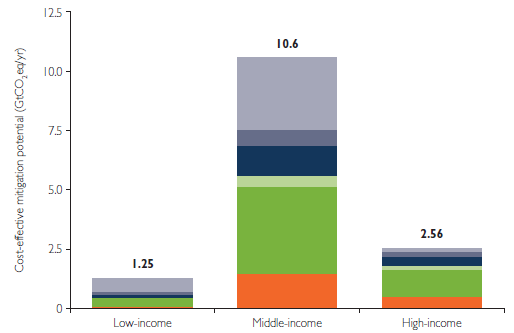 Cost-effective mitigation potential (GtCO2eq/yr)
12.5
10.0
7.5
5.0
2.5
0
10.6
2.56
1.25
Low-income
Middle-income
High-income